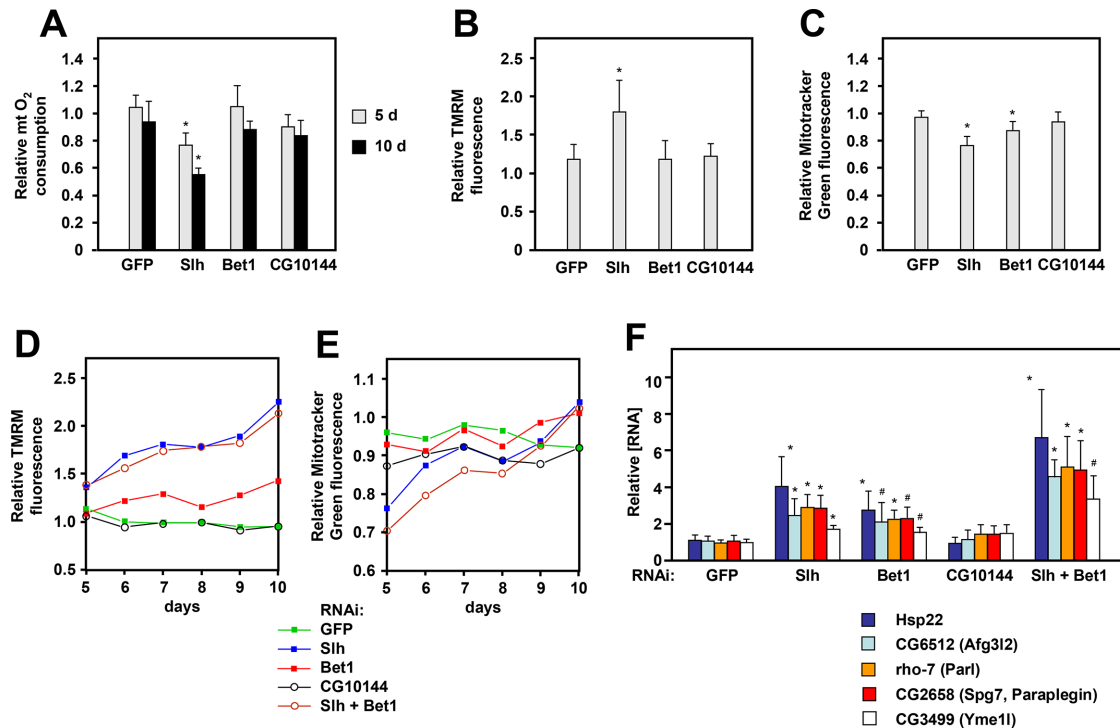 A
Relative mt O2
consumption
1.4
1.2
1.0
0.8
0.6
0.4
0.2
0
*
*
GFP
Slh
Bet1
CG10144
5 d
10 d
B
Relative TMRM
fluorescence
2.5
2.0
1.5
1.0
0
*
GFP
Slh
Bet1
CG10144
C
Relative Mitotracker
Green fluorescence
1.4
1.2
1.0
0.8
0.6
0.4
0.2
0
*
*
GFP
Slh
Bet1
CG10144
D
Relative TMRM
fluorescence
2.5
2.0
1.5
1.0
0.5
5 6 7 8 9 10
days
E
Relative Mitotracker
Green fluorescence
1.1
1.0
0.9
0.8
0.7
0.6
5 6 7 8 9 10
days
RNAi:
GFP
Slh
Bet1
CG10144
Slh + Bet1
F
Relative [RNA]
10
8
6
4
2
0
* * * * *
* # * # #
* * * * #
RNAi:
GFP
Slh
Bet1
CG10144
Slh + Bet1
Hsp22
CG6512 (Afg3l2)
rho-7 (Parl)
CG2658 (Spg7, Paraplegin)
CG3499 (Yme1l)